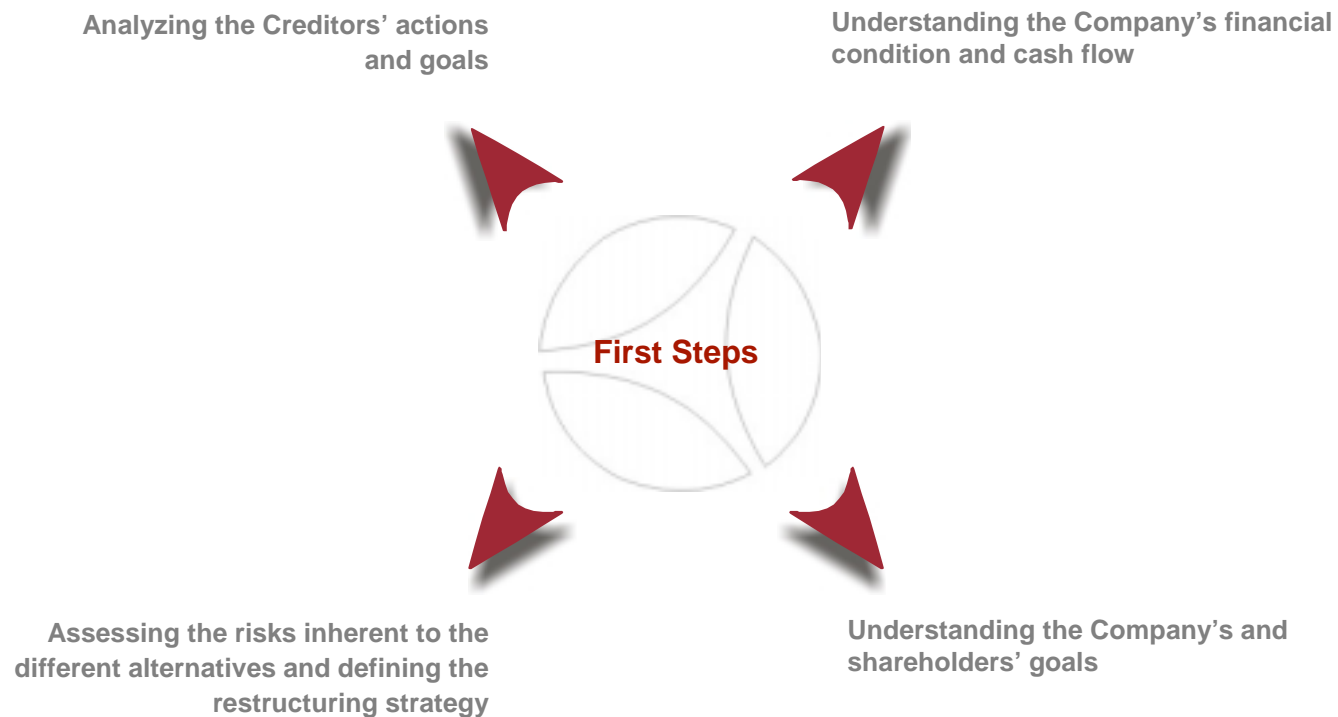 Analyzing the Creditors’ actions
and goals
Understanding the Company’s financial
condition and cash flow
First Steps
Assessing the risks inherent to the
different alternatives and defining the
restructuring strategy
Understanding the Company’s and
shareholders’ goals